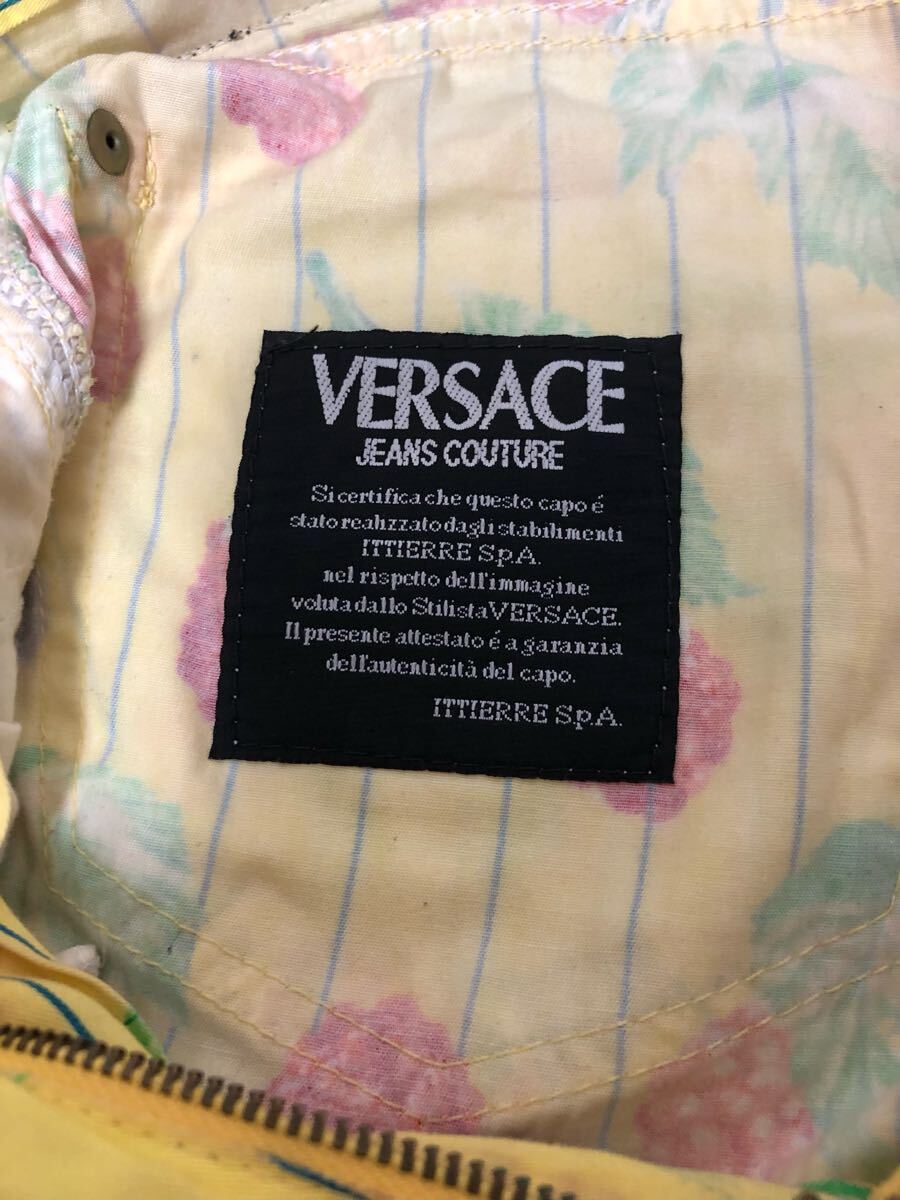 VERSACE
JEANS COUTURE
Si certifica che questo capo é
stato realizzato dagli stabilimenti
ITTIERRE S.p.A.
nel rispetto dell'immagine
voluta dallo Stilista VERSACE.
Il presente attestato é a garanzia
dell'autenticità del capo.
ITTIERRE S.p.A.